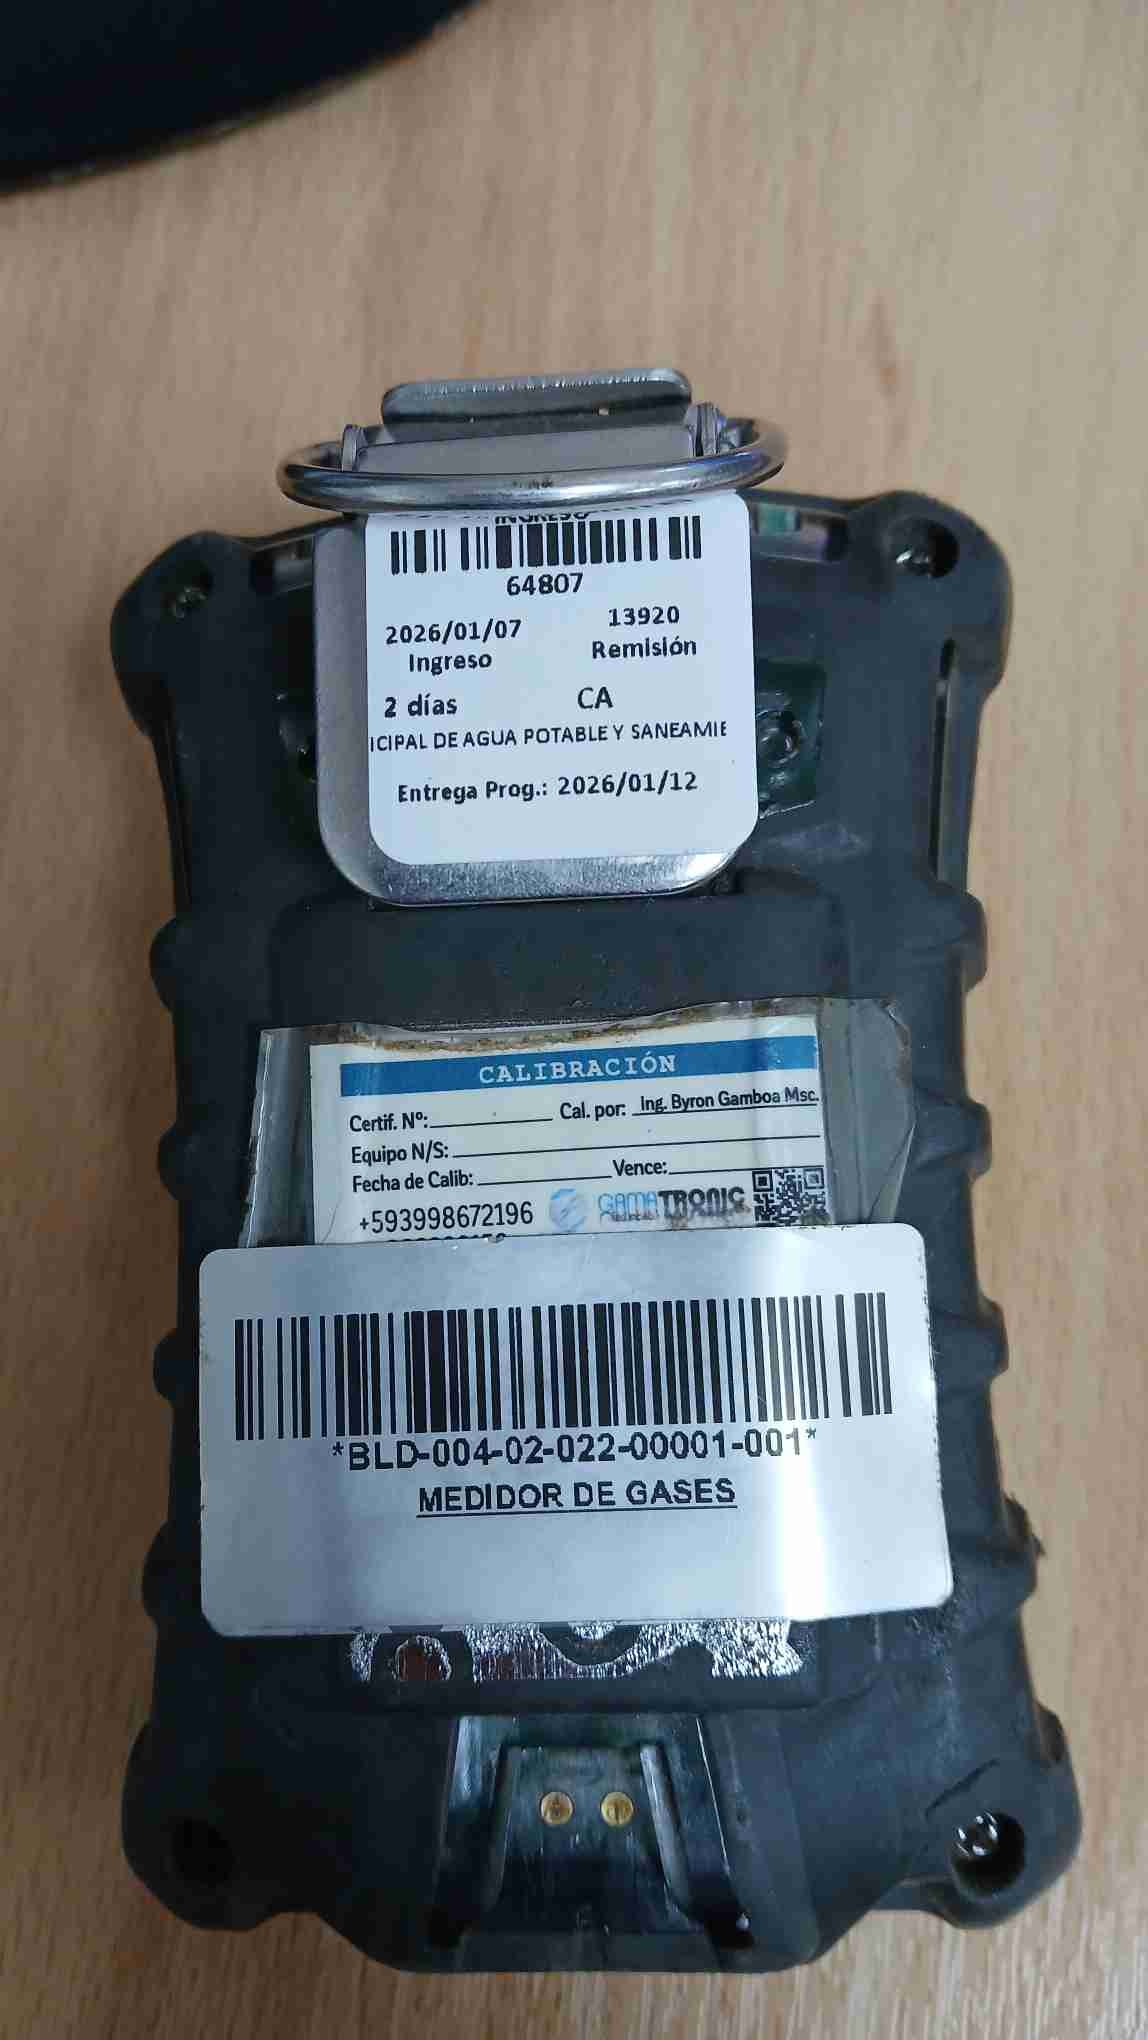 INGRESO
64807
2026/01/07 13920
Ingreso Remisión
2 días CA
ICIPAL DE AGUA POTABLE Y SANEAMIE
Entrega Prog.: 2026/01/12
CALIBRACIÓN
Certif. Nº: Cal. por: Ing. Byron Gamboa Msc.
Equipo N/S:
Fecha de Calib: Vence:
+593998672196 GAMATRONIC
*BLD-004-02-022-00001-001*
MEDIDOR DE GASES